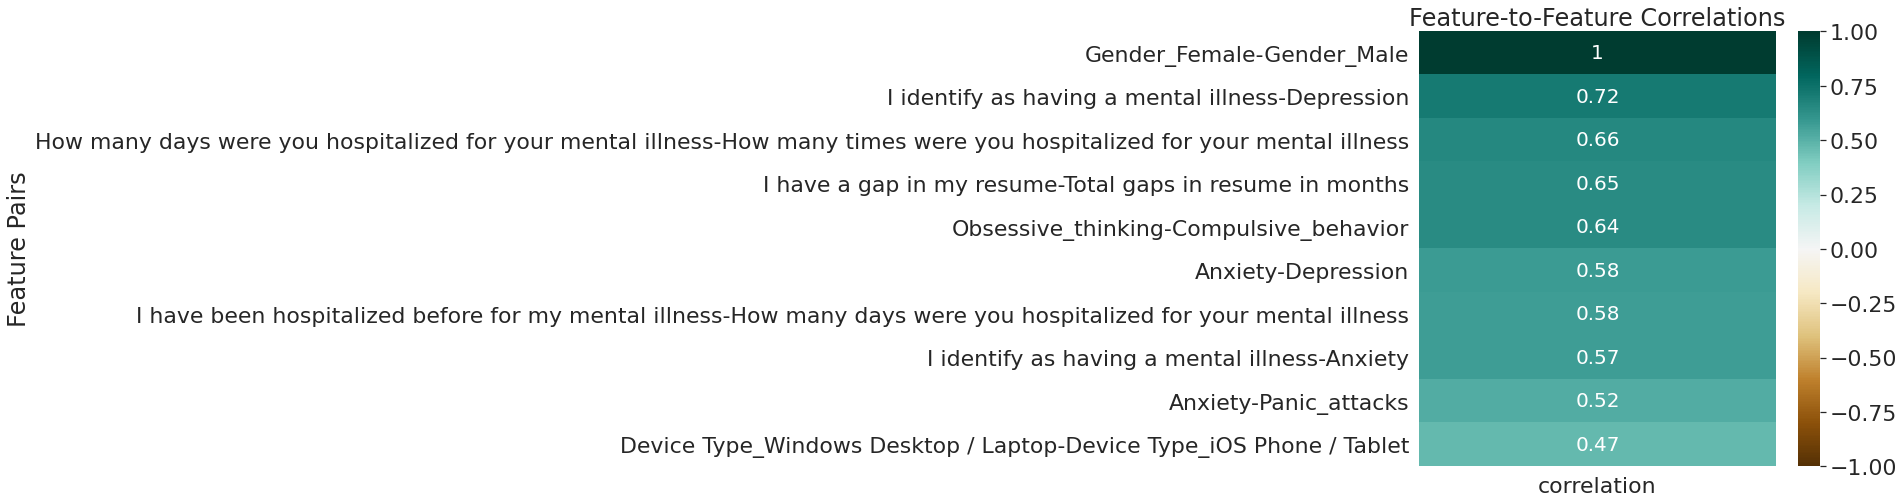 Feature-to-Feature Correlations
Feature Pairs
Gender_Female-Gender_Male 1
I identify as having a mental illness-Depression 0.72
How many days were you hospitalized for your mental illness-How many times were you hospitalized for your mental illness 0.66
I have a gap in my resume-Total gaps in resume in months 0.65
Obsessive_thinking-Compulsive_behavior 0.64
Anxiety-Depression 0.58
I have been hospitalized before for my mental illness-How many days were you hospitalized for your mental illness 0.58
I identify as having a mental illness-Anxiety 0.57
Anxiety-Panic_attacks 0.52
Device Type_Windows Desktop / Laptop-Device Type_iOS Phone / Tablet 0.47
correlation
1.00
0.75
0.50
0.25
0.00
−0.25
−0.50
−0.75
−1.00